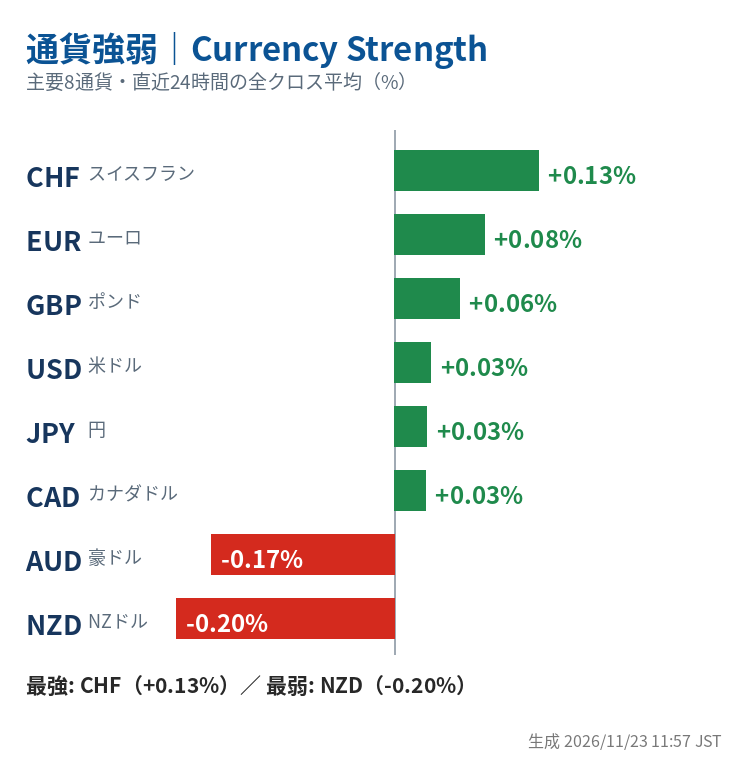 通貨強弱｜Currency Strength
主要8通貨・直近24時間の全クロス平均（%）
CHF スイスフラン +0.13%
EUR ユーロ +0.08%
GBP ポンド +0.06%
USD 米ドル +0.03%
JPY 円 +0.03%
CAD カナダドル +0.03%
AUD 豪ドル -0.17%
NZD NZドル -0.20%
最強: CHF（+0.13%）／ 最弱: NZD（-0.20%）
生成 2026/11/23 11:57 JST